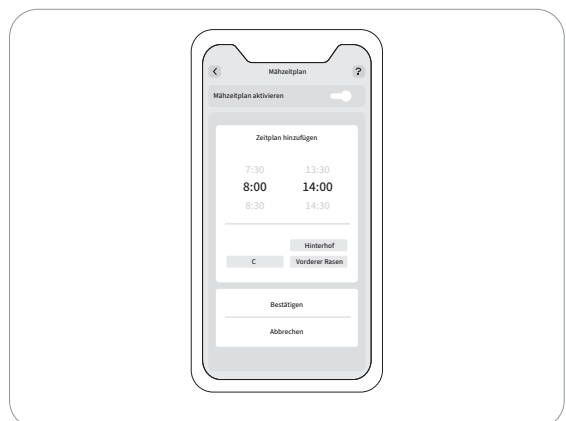 Mähzeitplan ?
Mähzeitplan aktivieren
Zeitplan hinzufügen
7:30 13:30
8:00 14:00
8:30 14:30
Hinterhof
C Vorderer Rasen
Bestätigen
Abbrechen